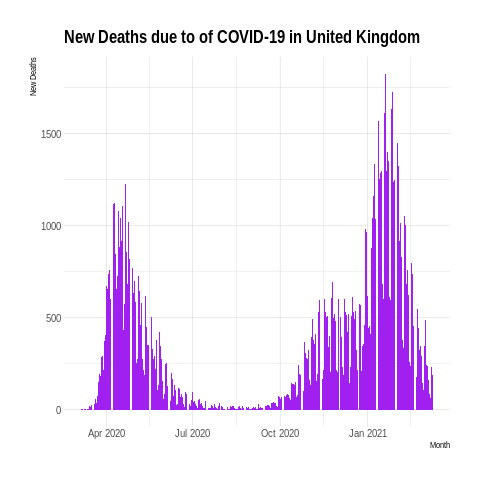 New Deaths due to of COVID-19 in United Kingdom
New Deaths
1500
1000
500
0
Apr 2020 Jul 2020 Oct 2020 Jan 2021
Month